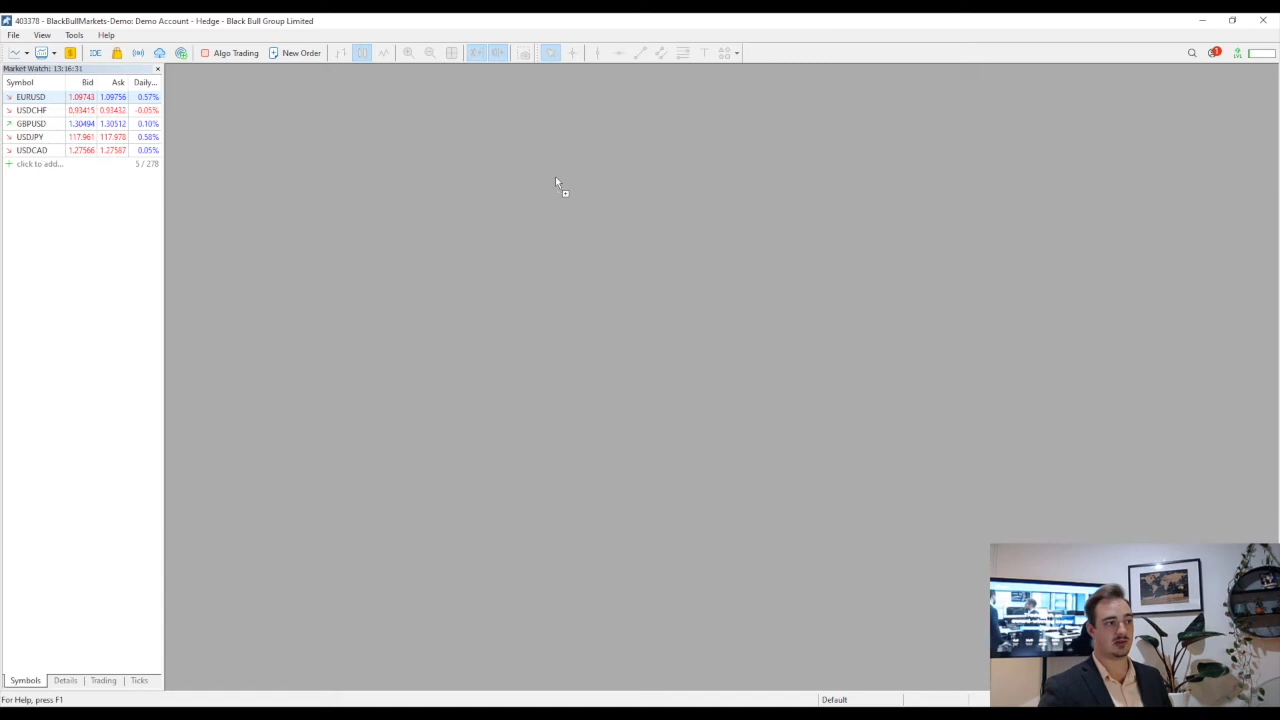 403378 - BlackBullMarkets-Demo: Demo Account - Hedge - Black Bull Group Limited
File View Tools Help
IDE Algo Trading New Order 1 LVL
Market Watch: 13:16:31
Symbol Bid Ask Daily...
EURUSD 1.09743 1.09756 0.57%
USDCHF 0.93415 0.93432 -0.05%
GBPUSD 1.30494 1.30512 0.10%
USDJPY 117.961 117.978 0.58%
USDCAD 1.27566 1.27587 0.05%
click to add... 5 / 278
Symbols Details Trading Ticks
For Help, press F1 Default